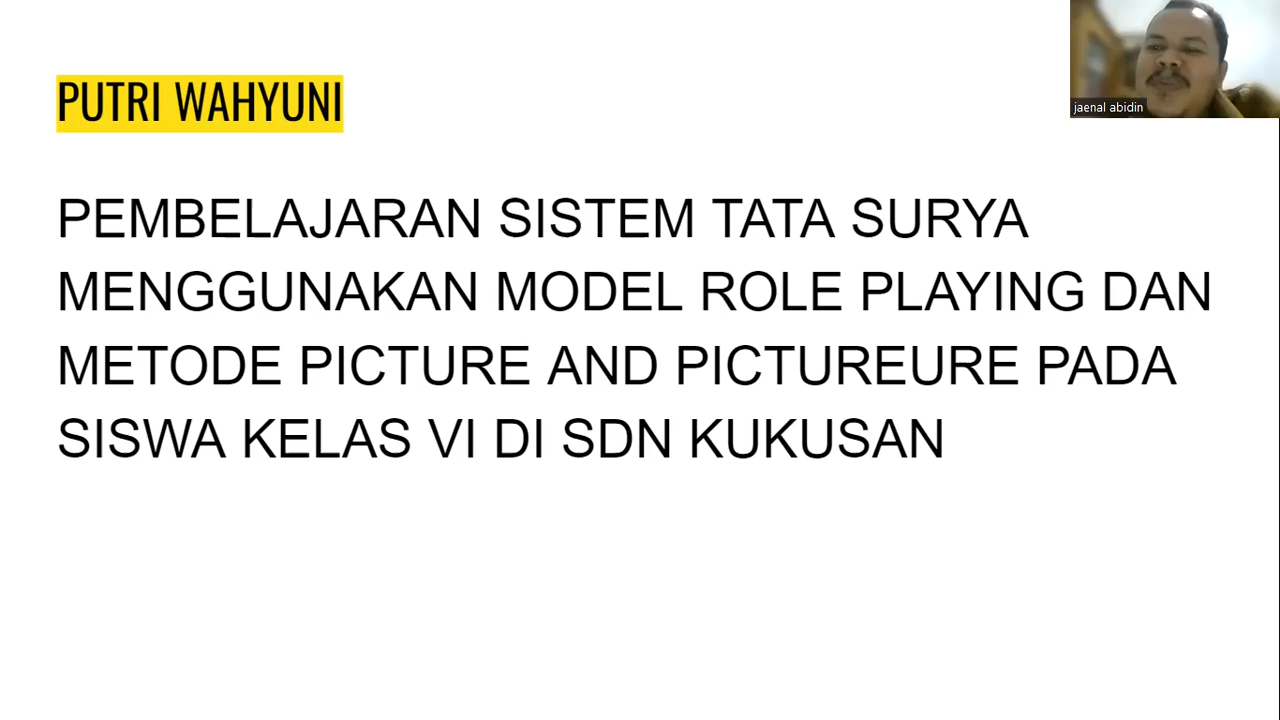 PUTRI WAHYUNI
jaenal abidin
PEMBELAJARAN SISTEM TATA SURYA
MENGGUNAKAN MODEL ROLE PLAYING DAN
METODE PICTURE AND PICTUREURE PADA
SISWA KELAS VI DI SDN KUKUSAN